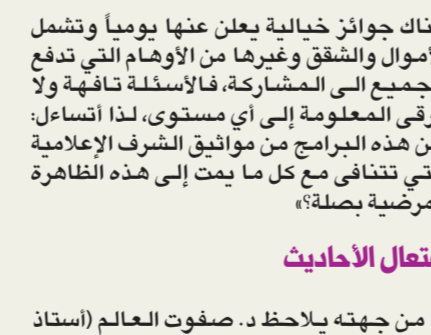 ناك جوائز خيالية يعلن عنها يومياً وتشمل
أموال والشقق وغيرها من الأوهام التي تدفع
جميع الى المشاركة، فالأسئلة تافهة ولا
رقى المعلومة إلى أي مستوى، لذا أتساءل:
ن هذه البرامج من مواثيق الشرف الإعلامية
تي تتنافى مع كل ما يمت إلى هذه الظاهرة
مرضية بصلة؟»
تعال الأحاديث
من جهته يلاحظ د. صفوت العالم (أستاذ